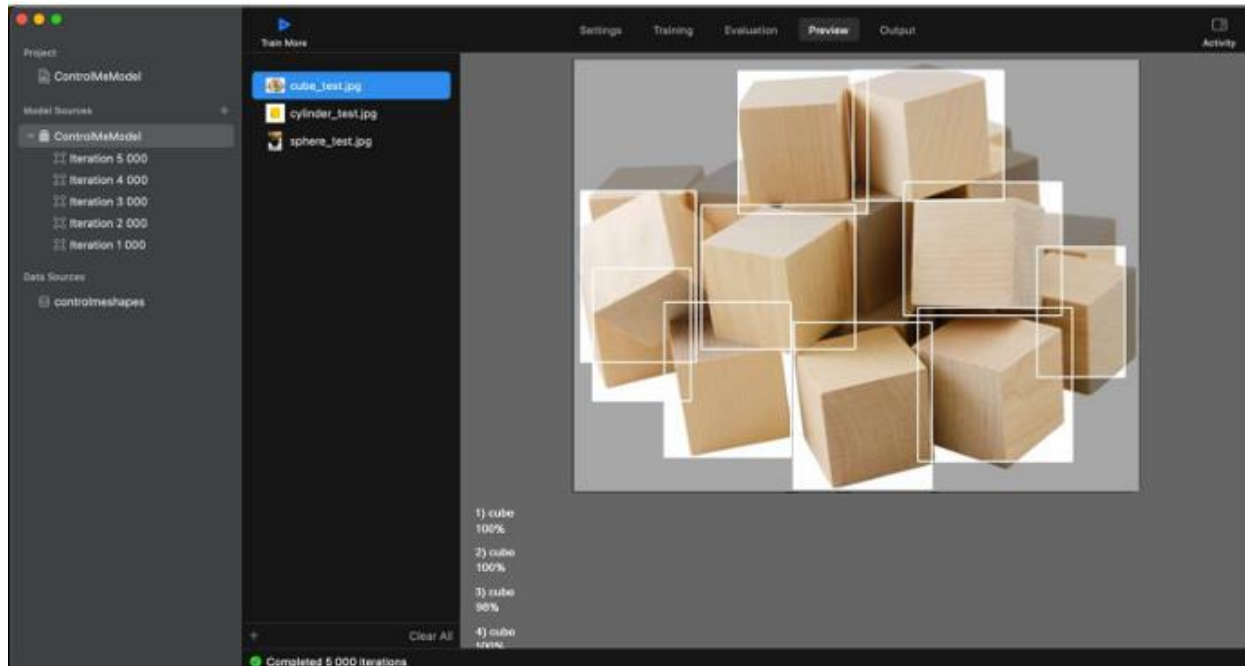 Project
ControlMeModel
Model Sources +
ControlMeModel
Iteration 5 000
Iteration 4 000
Iteration 3 000
Iteration 2 000
Iteration 1 000
Data Sources
controlmeshapes
Train More
Settings Training Evaluation Preview Output
Activity
cube_test.jpg
cylinder_test.jpg
sphere_test.jpg
1) cube
100%
2) cube
100%
3) cube
98%
4) cube
100%
+ Clear All
Completed 5 000 iterations